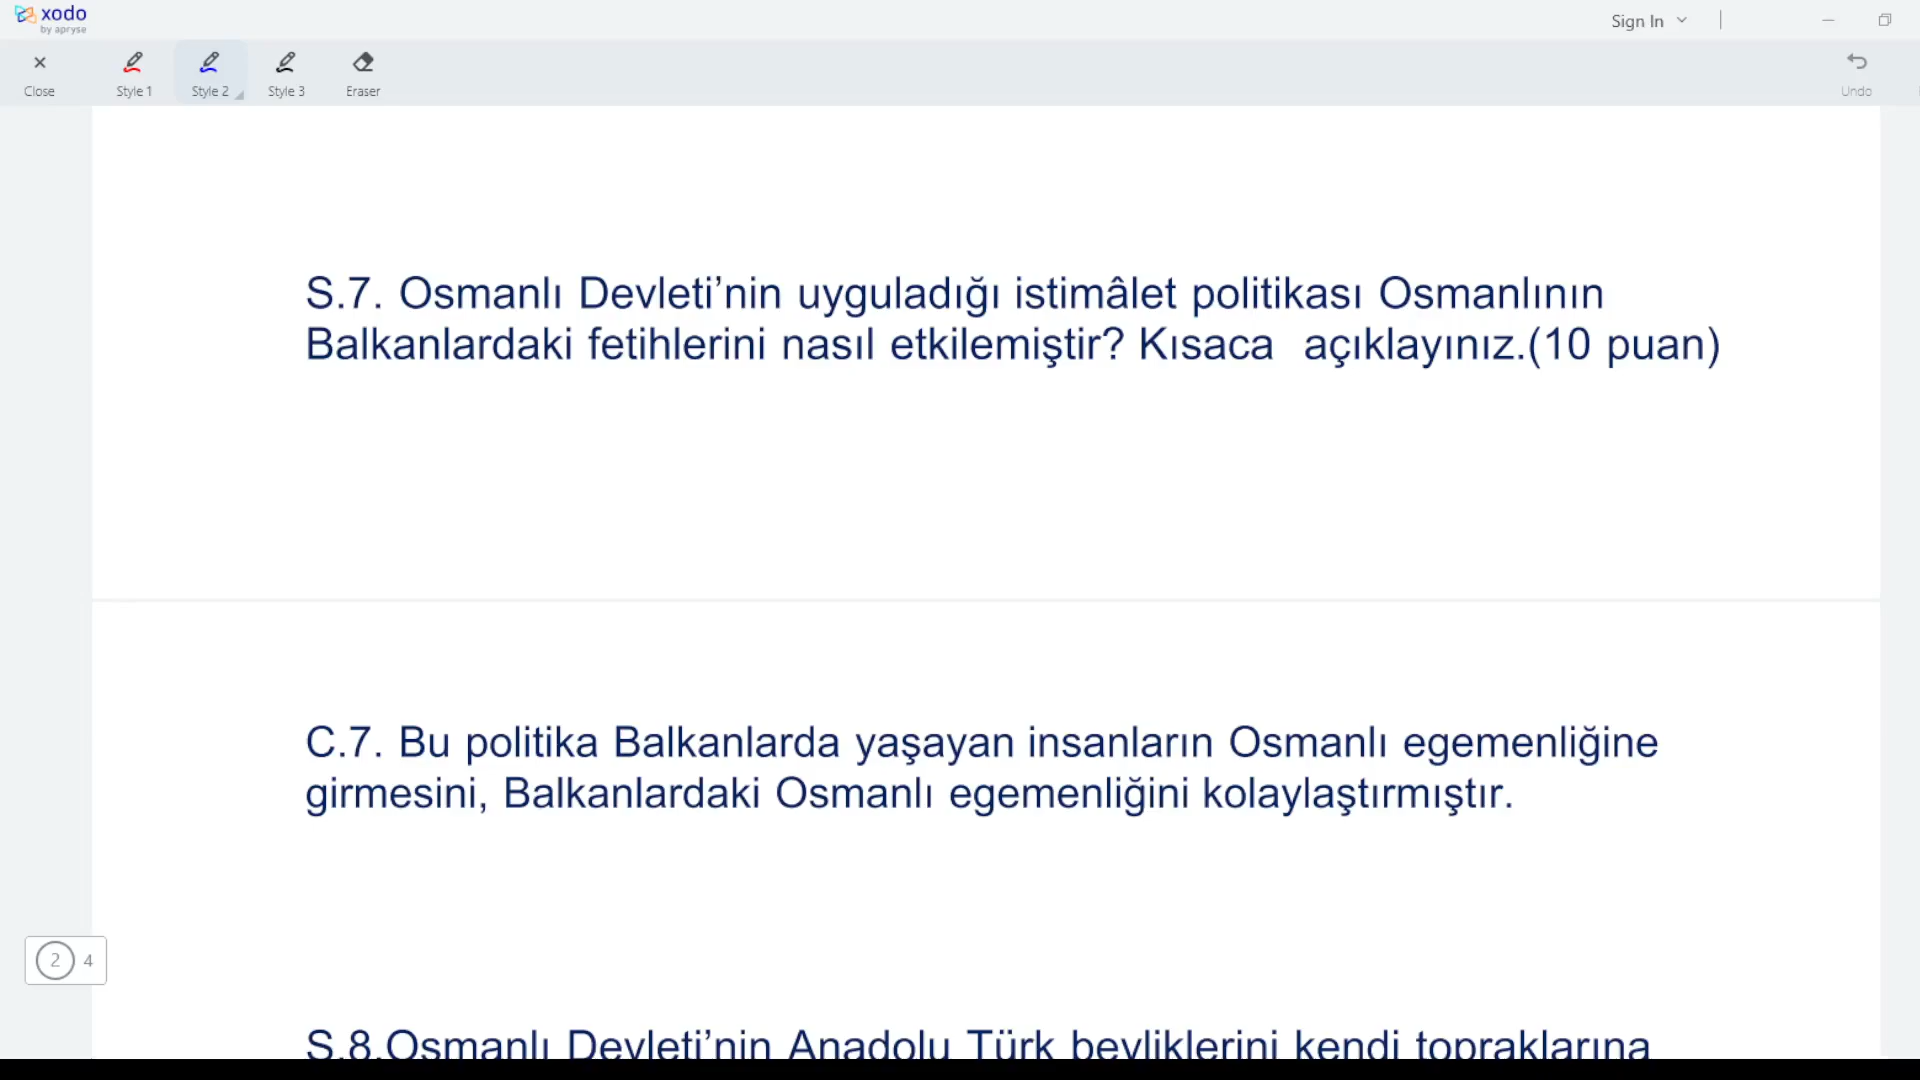 xodo
by apryse
Sign In
Close
Style 1
Style 2
Style 3
Eraser
Undo
S.7. Osmanlı Devleti’nin uyguladığı istimâlet politikası Osmanlının
Balkanlardaki fetihlerini nasıl etkilemiştir? Kısaca açıklayınız.(10 puan)
C.7. Bu politika Balkanlarda yaşayan insanların Osmanlı egemenliğine
girmesini, Balkanlardaki Osmanlı egemenliğini kolaylaştırmıştır.
2 4
S.8.Osmanlı Devleti’nin Anadolu Türk beyliklerini kendi topraklarına